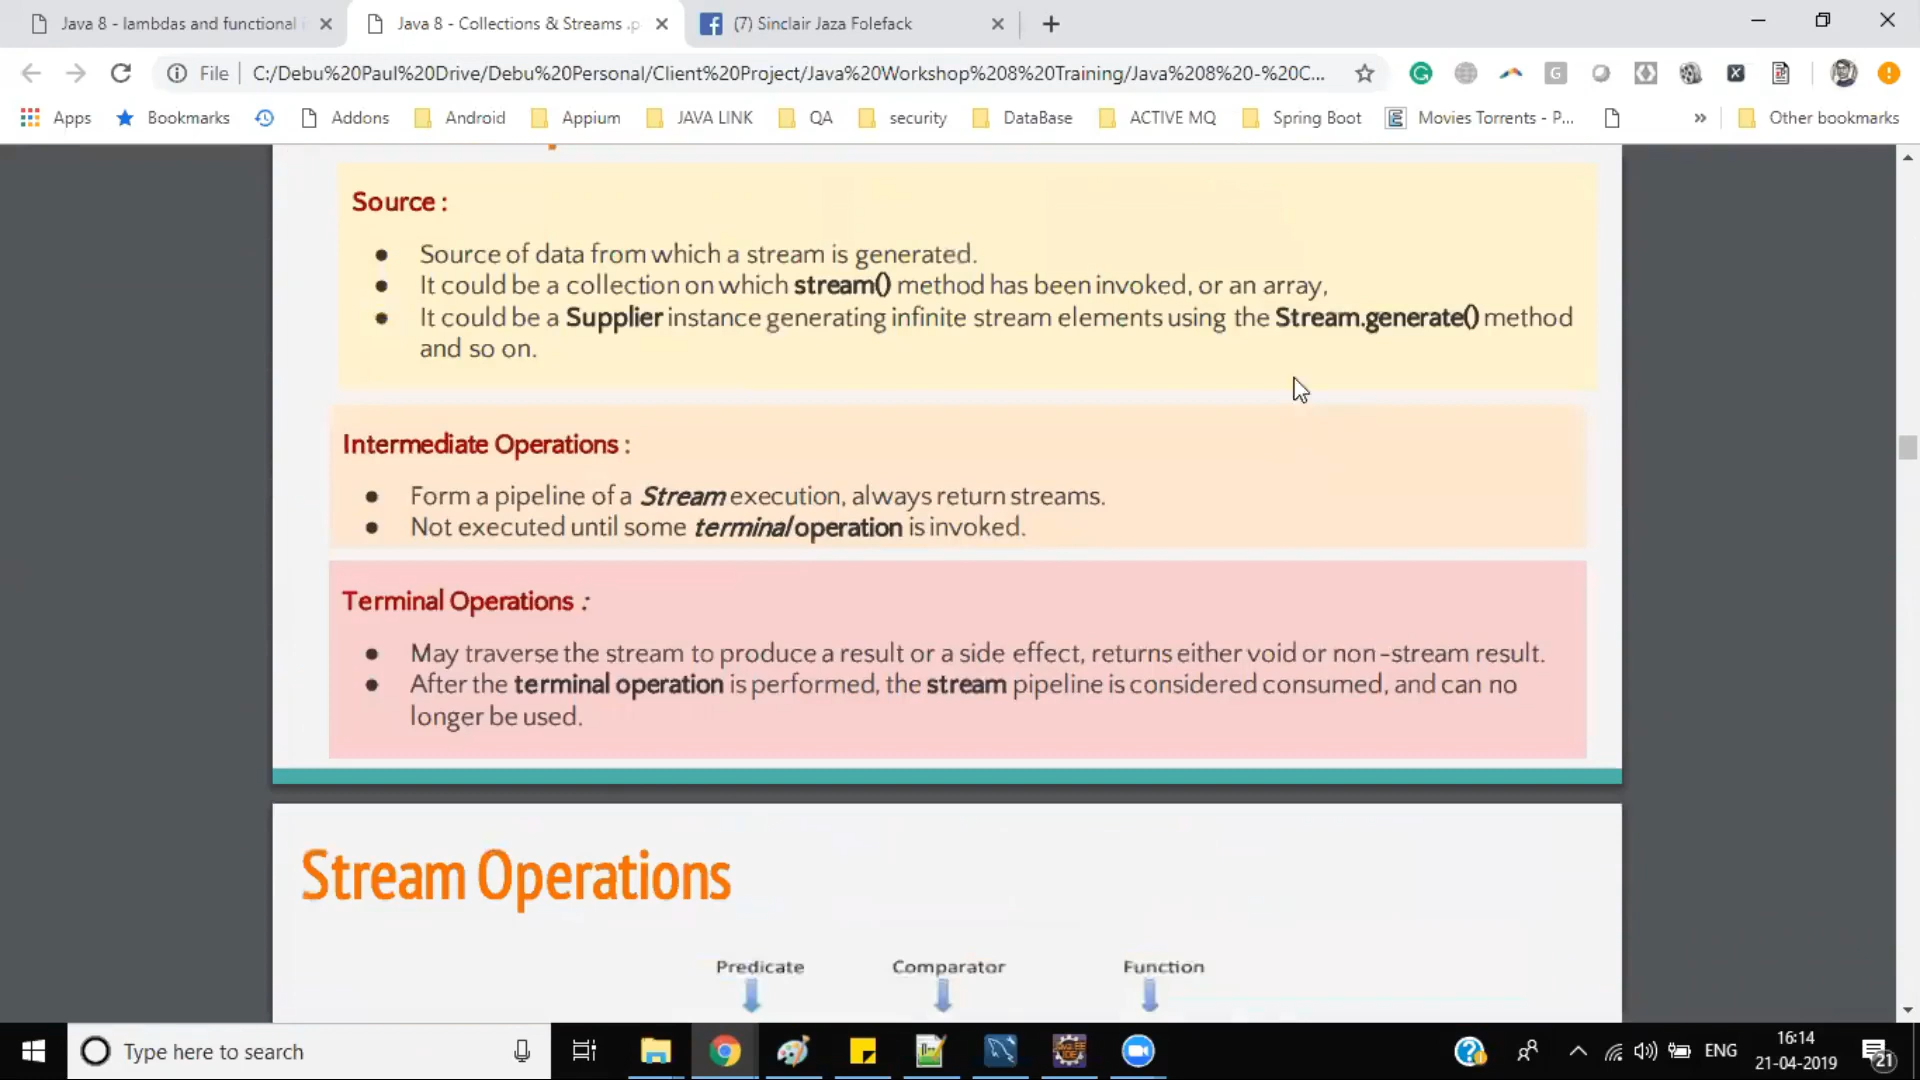 Java 8 - lambdas and functional
Java 8 - Collections & Streams .p
(7) Sinclair Jaza Folefack
File
C:/Debu%20Paul%20Drive/Debu%20Personal/Client%20Project/Java%20Workshop%208%20Training/Java%208%20-%20C...
Apps
Bookmarks
Addons
Android
Appium
JAVA LINK
QA
security
DataBase
ACTIVE MQ
Spring Boot
Movies Torrents - P...
»
Other bookmarks
Source :
● Source of data from which a stream is generated.
● It could be a collection on which stream() method has been invoked, or an array,
● It could be a Supplier instance generating infinite stream elements using the Stream.generate() method
and so on.
Intermediate Operations :
● Form a pipeline of a Stream execution, always return streams.
● Not executed until some terminal operation is invoked.
Terminal Operations :
● May traverse the stream to produce a result or a side effect, returns either void or non-stream result.
● After the terminal operation is performed, the stream pipeline is considered consumed, and can no
longer be used.
Stream Operations
Predicate
Comparator
Function
Type here to search
ENG
16:14
21-04-2019
21